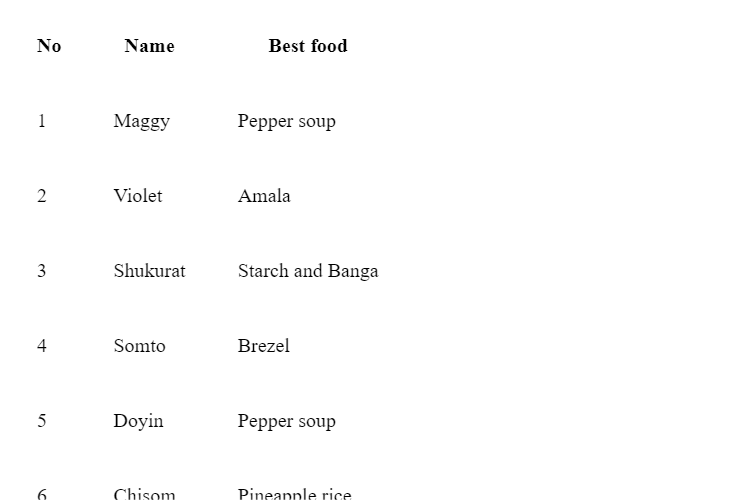 No Name Best food
1 Maggy Pepper soup
2 Violet Amala
3 Shukurat Starch and Banga
4 Somto Brezel
5 Doyin Pepper soup
6 Chisom Pineapple rice